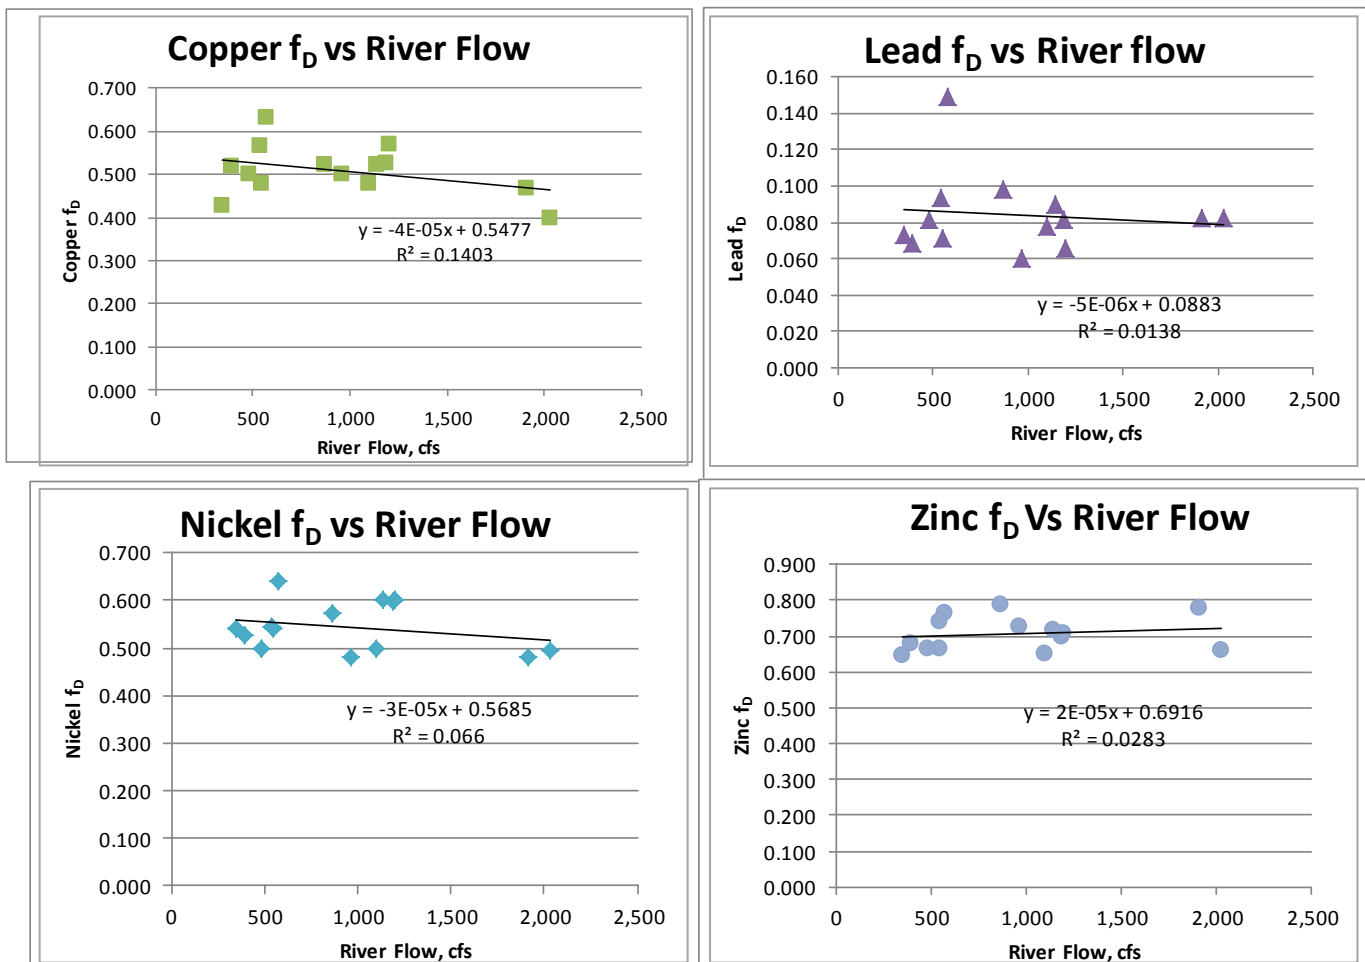 Copper fD vs River Flow
0.700
0.600
0.500
0.400
0.300
0.200
0.100
0.000
Copper fD
y = -4E-05x + 0.5477
R² = 0.1403
0 500 1,000 1,500 2,000 2,500
River Flow, cfs
Lead fD vs River flow
0.160
0.140
0.120
0.100
0.080
0.060
0.040
0.020
0.000
Lead fD
y = -5E-06x + 0.0883
R² = 0.0138
0 500 1,000 1,500 2,000 2,500
River Flow, cfs
Nickel fD vs River Flow
0.700
0.600
0.500
0.400
0.300
0.200
0.100
0.000
Nickel fD
y = -3E-05x + 0.5685
R² = 0.066
0 500 1,000 1,500 2,000 2,500
River Flow, cfs
Zinc fD Vs River Flow
0.900
0.800
0.700
0.600
0.500
0.400
0.300
0.200
0.100
0.000
Zinc fD
y = 2E-05x + 0.6916
R² = 0.0283
0 500 1,000 1,500 2,000 2,500
River Flow, cfs